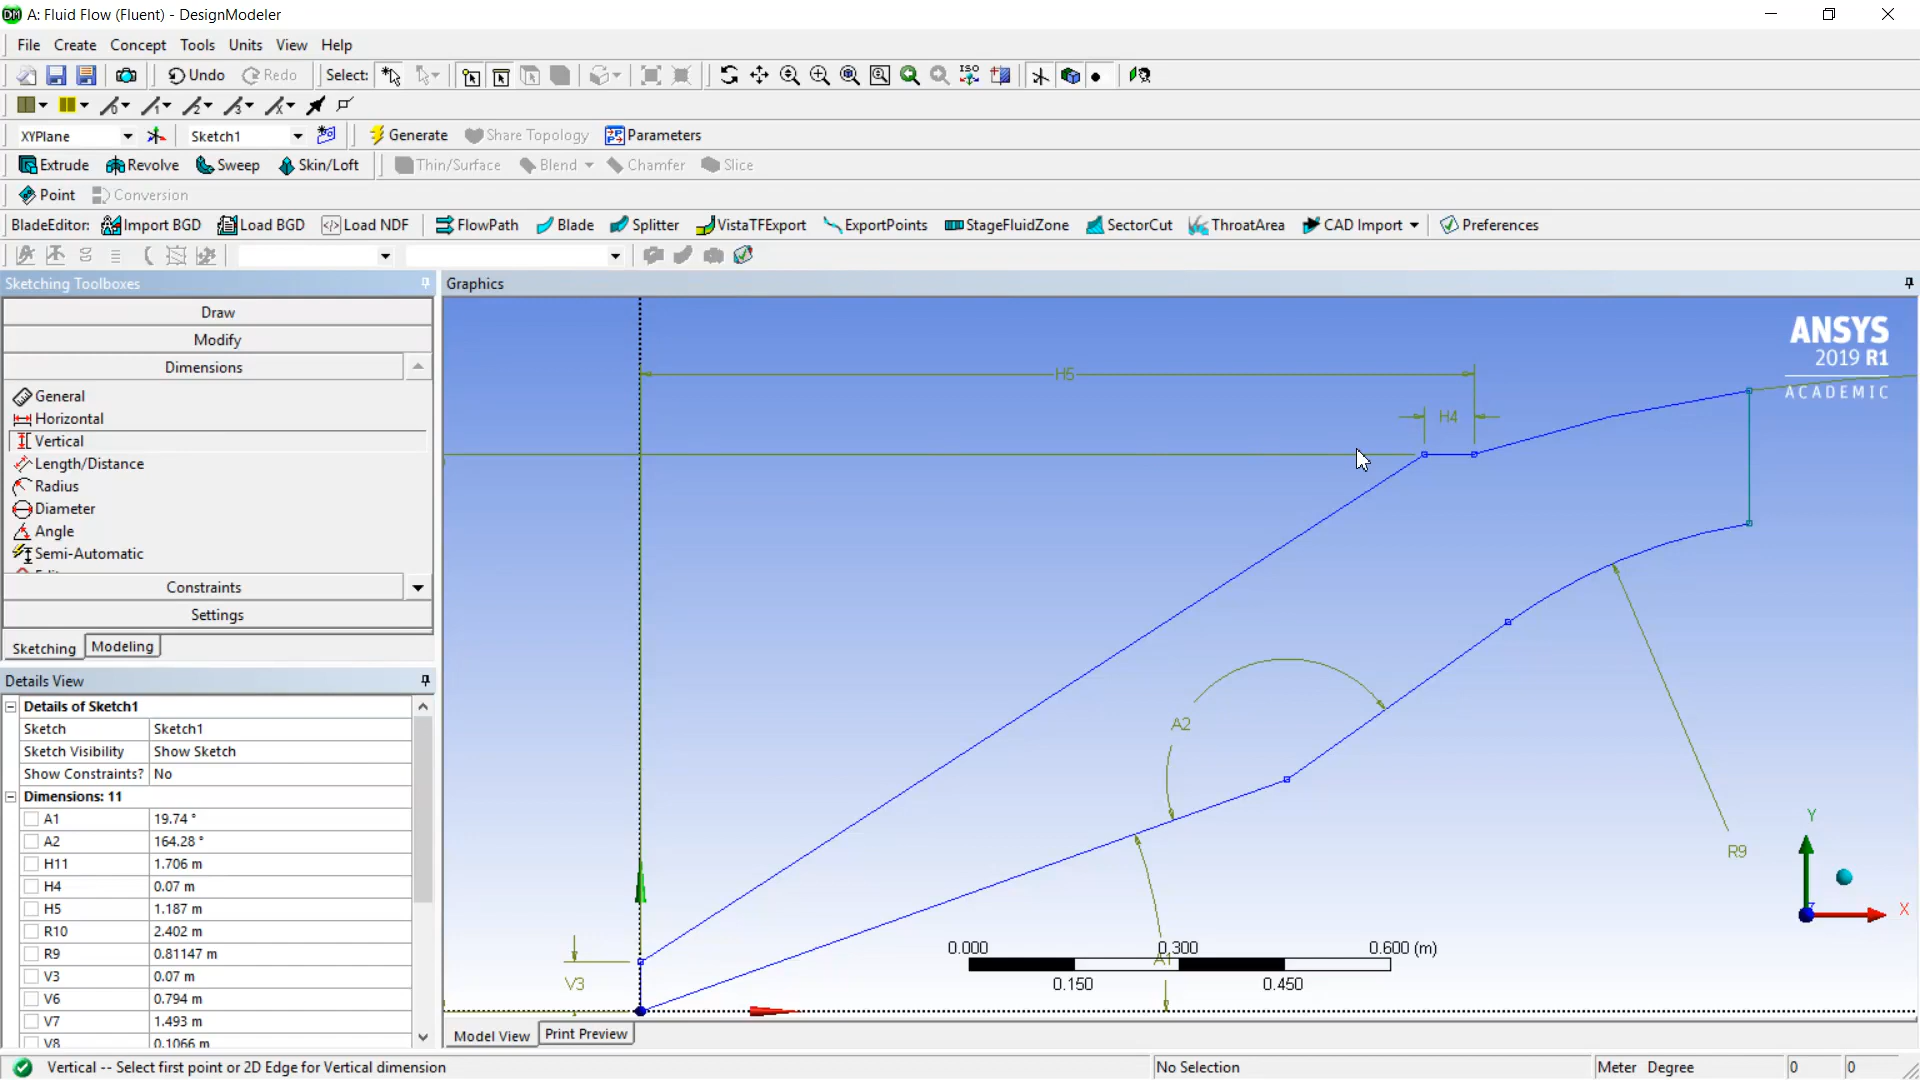 A: Fluid Flow (Fluent) - DesignModeler
File Create Concept Tools Units View Help
Undo Redo Select: ISO
XYPlane Sketch1 Generate Share Topology Parameters
Extrude Revolve Sweep Skin/Loft Thin/Surface Blend Chamfer Slice
Point Conversion
BladeEditor: Import BGD Load BGD Load NDF FlowPath Blade Splitter VistaTFExport ExportPoints StageFluidZone SectorCut ThroatArea CAD Import Preferences
Sketching Toolboxes
Draw
Modify
Dimensions
General
Horizontal
Vertical
Length/Distance
Radius
Diameter
Angle
Semi-Automatic
Constraints
Settings
Sketching Modeling
Details View
Details of Sketch1
Sketch Sketch1
Sketch Visibility Show Sketch
Show Constraints? No
Dimensions: 11
A1 19.74 °
A2 164.28 °
H11 1.706 m
H4 0.07 m
H5 1.187 m
R10 2.402 m
R9 0.81147 m
V3 0.07 m
V6 0.794 m
V7 1.493 m
V8 0.1066 m
Graphics
ANSYS
2019 R1
ACADEMIC
H5
H4
A2
R9
Y
X
V3
A1
0.000 0.300 0.600 (m)
0.150 0.450
Model View Print Preview
Vertical -- Select first point or 2D Edge for Vertical dimension No Selection Meter Degree 0 0